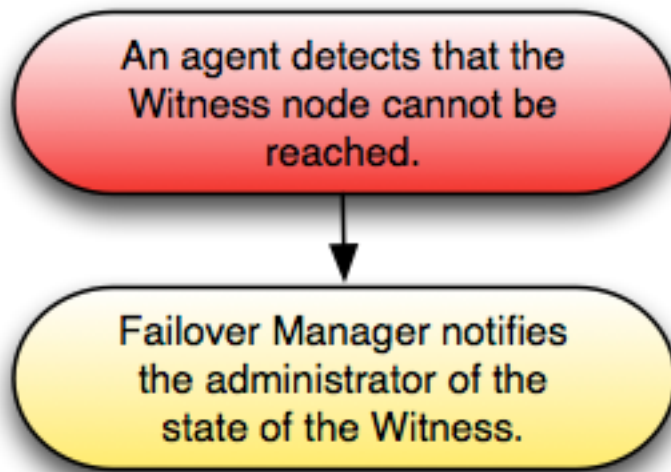 An agent detects that the
Witness node cannot be
reached.
Failover Manager notifies
the administrator of the
state of the Witness.